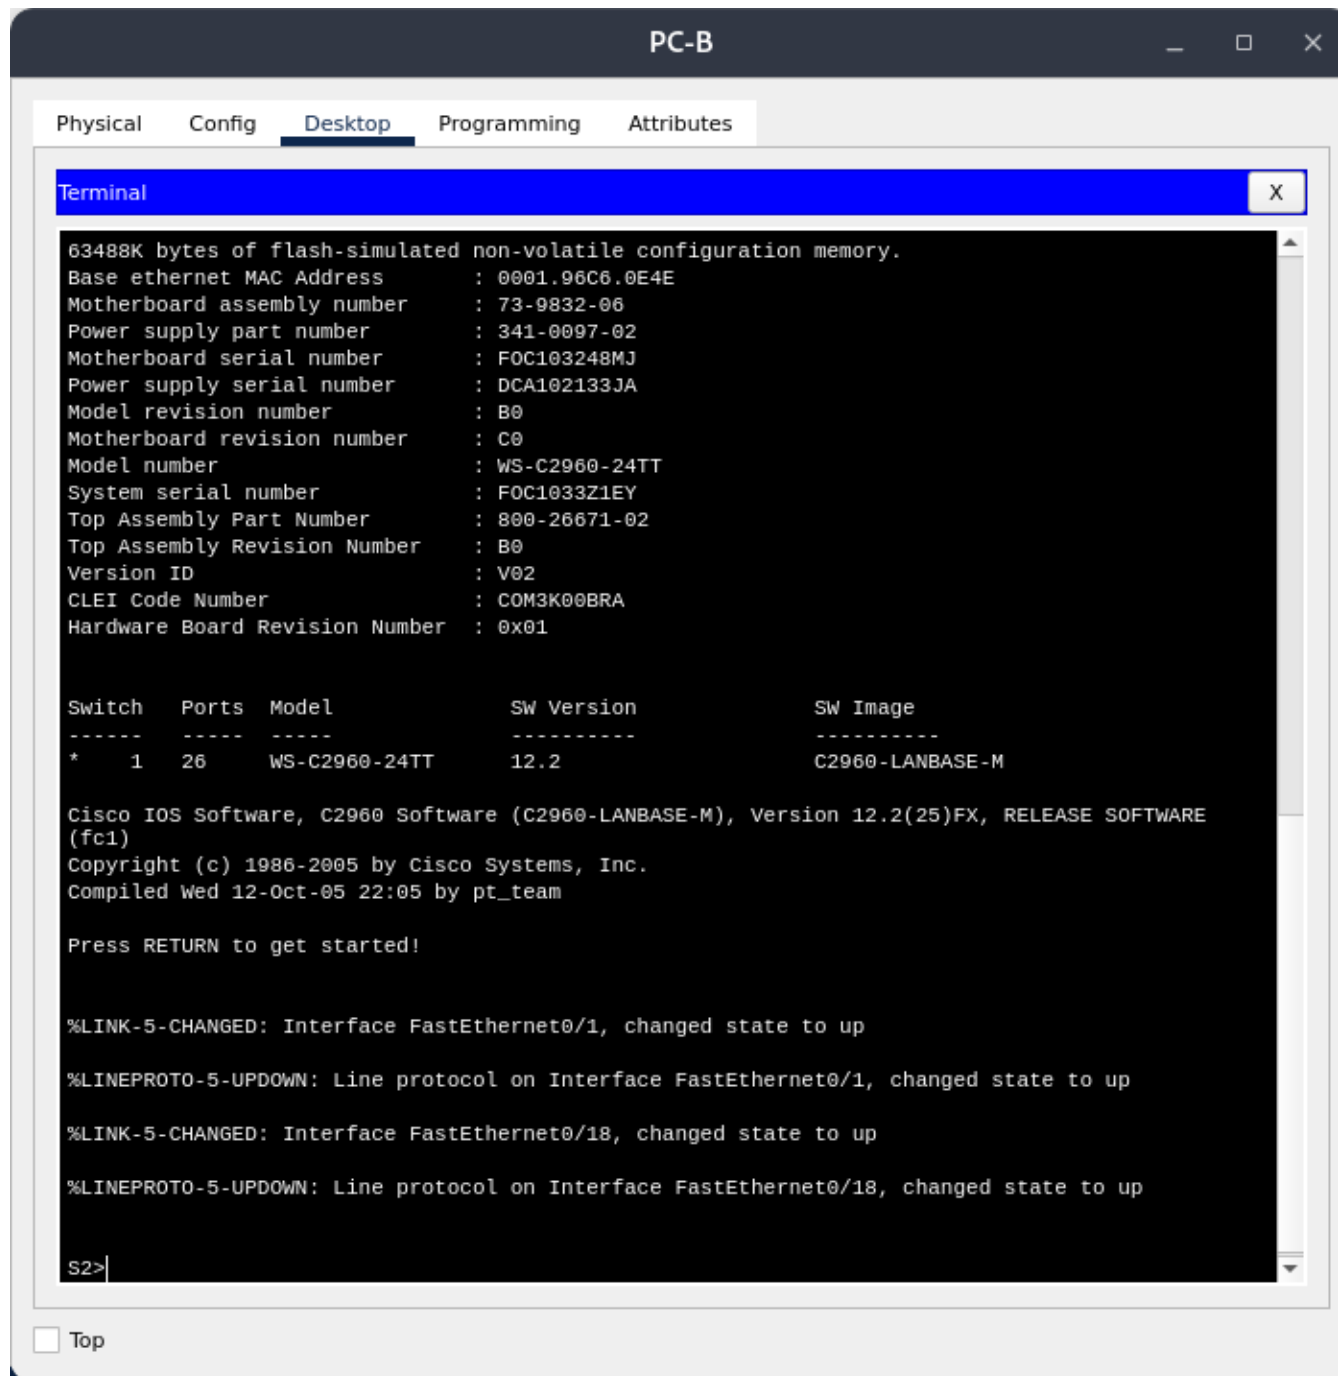 PC-B
Physical Config Desktop Programming Attributes
Terminal X
63488K bytes of flash-simulated non-volatile configuration memory.
Base ethernet MAC Address : 0001.96C6.0E4E
Motherboard assembly number : 73-9832-06
Power supply part number : 341-0097-02
Motherboard serial number : FOC103248MJ
Power supply serial number : DCA102133JA
Model revision number : B0
Motherboard revision number : C0
Model number : WS-C2960-24TT
System serial number : FOC1033Z1EY
Top Assembly Part Number : 800-26671-02
Top Assembly Revision Number : B0
Version ID : V02
CLEI Code Number : COM3K00BRA
Hardware Board Revision Number : 0x01
Switch Ports Model SW Version SW Image
------ ----- ----- ---------- ----------
* 1 26 WS-C2960-24TT 12.2 C2960-LANBASE-M
Cisco IOS Software, C2960 Software (C2960-LANBASE-M), Version 12.2(25)FX, RELEASE SOFTWARE
(fc1)
Copyright (c) 1986-2005 by Cisco Systems, Inc.
Compiled Wed 12-Oct-05 22:05 by pt_team
Press RETURN to get started!
%LINK-5-CHANGED: Interface FastEthernet0/1, changed state to up
%LINEPROTO-5-UPDOWN: Line protocol on Interface FastEthernet0/1, changed state to up
%LINK-5-CHANGED: Interface FastEthernet0/18, changed state to up
%LINEPROTO-5-UPDOWN: Line protocol on Interface FastEthernet0/18, changed state to up
S2>
Top